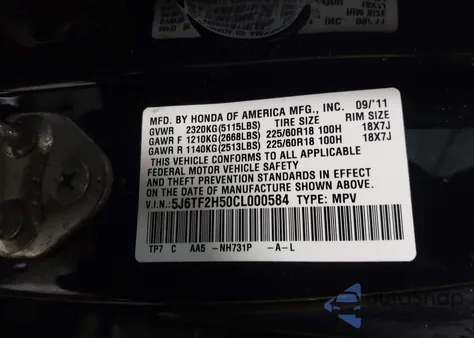 MFD. BY HONDA OF AMERICA MFG., INC. 09/'11
GVWR 2320KG(5115LBS) TIRE SIZE RIM SIZE
GAWR F 1210KG(2668LBS) 225/60R18 100H 18X7J
GAWR R 1140KG(2513LBS) 225/60R18 100H 18X7J
THIS VEHICLE CONFORMS TO ALL APPLICABLE
FEDERAL MOTOR VEHICLE SAFETY
AND THEFT PREVENTION STANDARDS IN EFFECT
ON THE DATE OF MANUFACTURE SHOWN ABOVE.
V.I.N.: 5J6TF2H50CL000584 TYPE: MPV
TP7 C AA5 -NH731P -A-L
autosnap